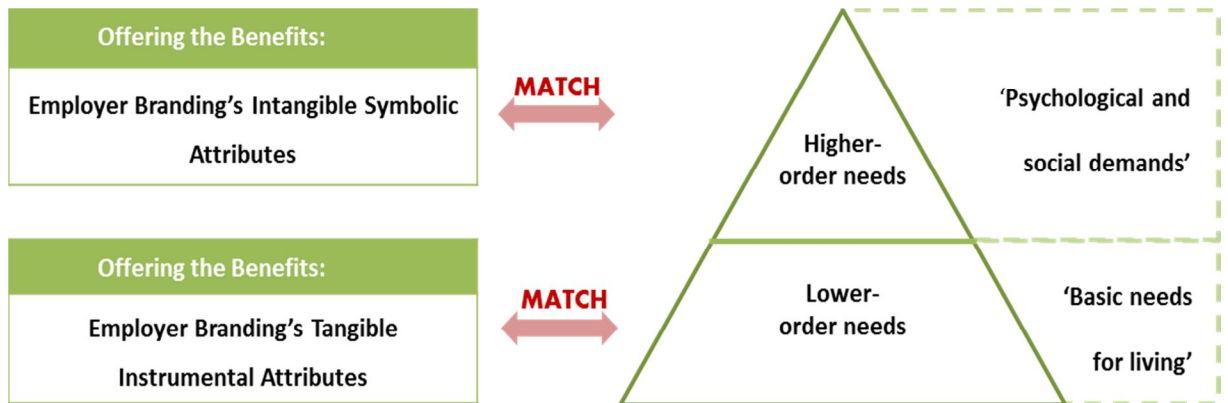 Offering the Benefits:
Employer Branding’s Intangible Symbolic
Attributes
MATCH
Higher-
order needs
‘Psychological and
social demands’
Offering the Benefits:
Employer Branding’s Tangible
Instrumental Attributes
MATCH
Lower-
order needs
‘Basic needs
for living’